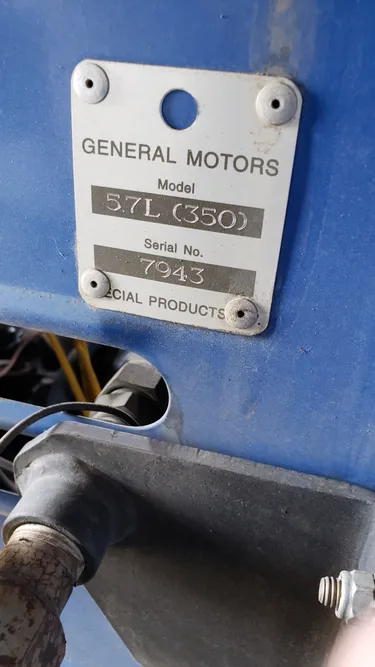 GENERAL MOTORS
Model
5.7L (350)
Serial No.
7943
ECIAL PRODUCTS